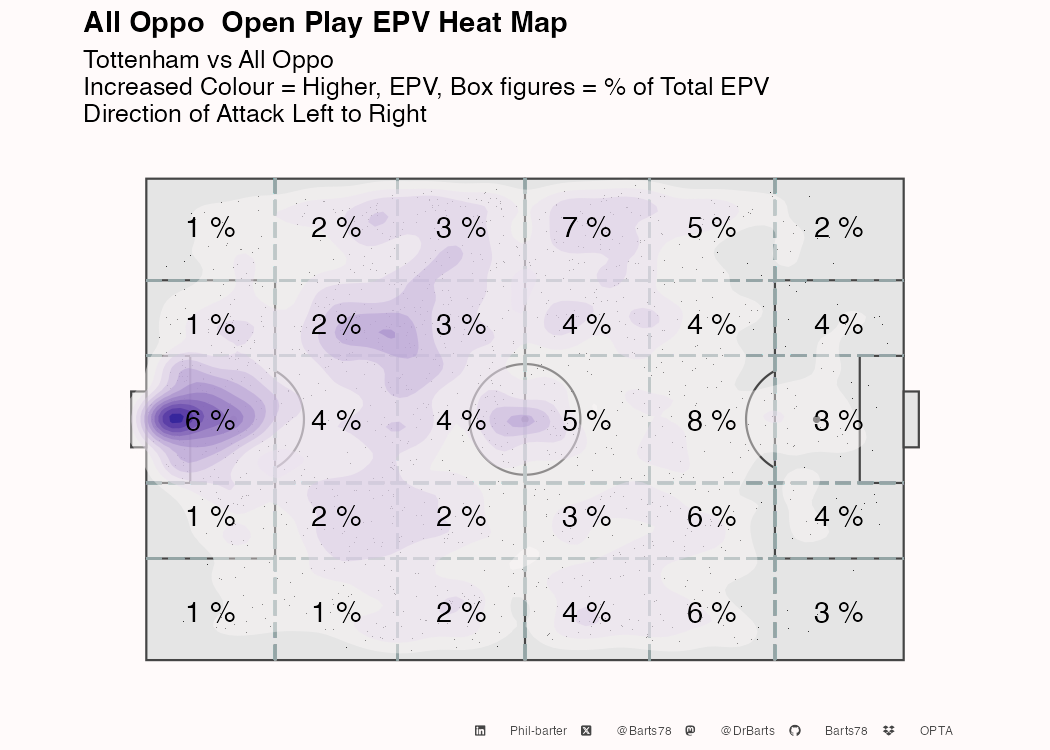 All Oppo  Open Play EPV Heat Map
Tottenham vs All Oppo
Increased Colour = Higher, EPV, Box figures = % of Total EPV
Direction of Attack Left to Right
1 % 2 % 3 % 7 % 5 % 2 %
1 % 2 % 3 % 4 % 4 % 4 %
6 % 4 % 4 % 5 % 8 % 3 %
1 % 2 % 2 % 3 % 6 % 4 %
1 % 1 % 2 % 4 % 6 % 3 %
Phil-barter @Barts78 @DrBarts Barts78 OPTA